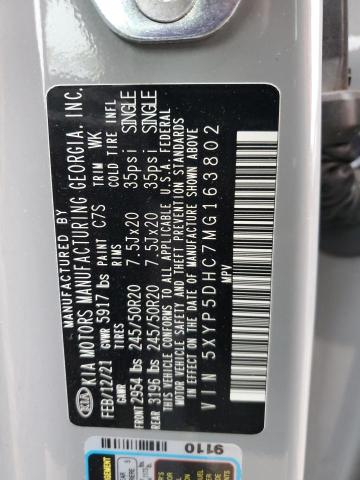 MANUFACTURED BY
KIA KIA MOTORS MANUFACTURING GEORGIA, INC.
FEB/12/21 GVWR 5917 lbs PAINT C7S TRIM WK
GAWR TIRES RIMS COLD TIRE INFL
FRONT 2954 lbs 245/50R20 7.5Jx20 35psi SINGLE
REAR 3196 lbs 245/50R20 7.5Jx20 35psi SINGLE
THIS VEHICLE CONFORMS TO ALL APPLICABLE U.S.A. FEDERAL
MOTOR VEHICLE SAFETY, BUMPER, AND THEFT PREVENTION STANDARDS
IN EFFECT ON THE DATE OF MANUFACTURE SHOWN ABOVE.
VIN 5XYP5DHC7MG163802
MPV
9110